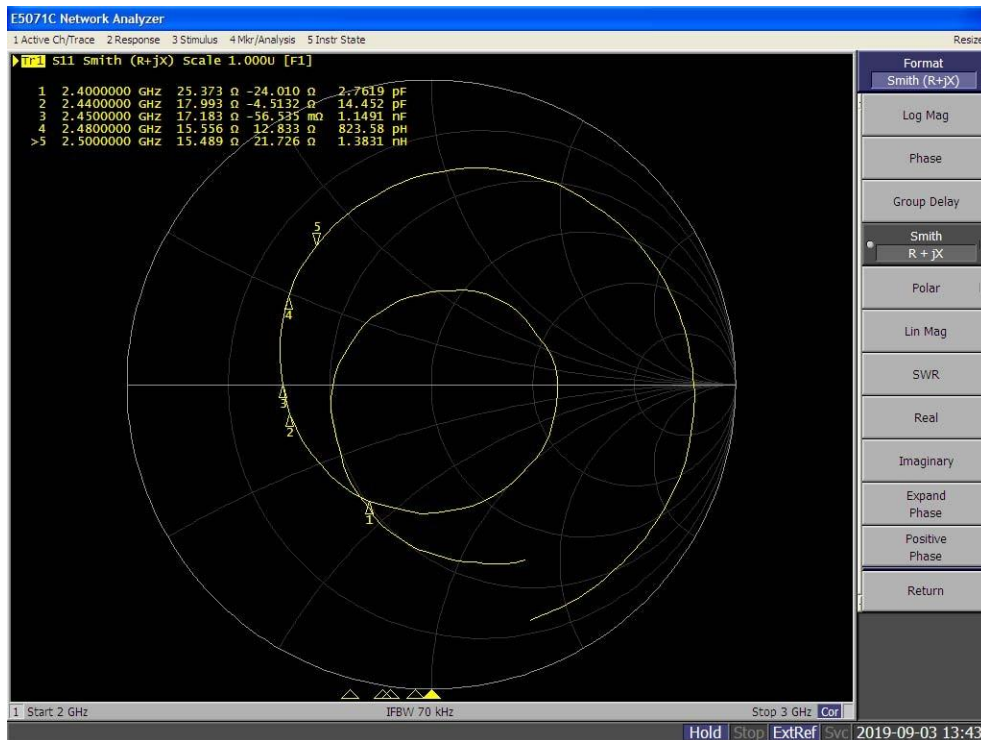 E5071C Network Analyzer
1 Active Ch/Trace 2 Response 3 Stimulus 4 Mkr/Analysis 5 Instr State
Resize
Tr1 S11 Smith (R+jX) Scale 1.000U [F1]
1 2.4000000 GHz 25.373 Ω -24.010 Ω 2.7619 pF
2 2.4400000 GHz 17.993 Ω -4.5132 Ω 14.452 pF
3 2.4500000 GHz 17.183 Ω -56.535 mΩ 1.1491 nF
4 2.4800000 GHz 15.556 Ω 12.833 Ω 823.58 pH
>5 2.5000000 GHz 15.489 Ω 21.726 Ω 1.3831 nH
5
4
3
2
1
Format
Smith (R+jX)
Log Mag
Phase
Group Delay
Smith
R + jX
Polar
Lin Mag
SWR
Real
Imaginary
Expand
Phase
Positive
Phase
Return
1 Start 2 GHz
IFBW 70 kHz
Stop 3 GHz Cor
Hold Stop ExtRef Svc 2019-09-03 13:43